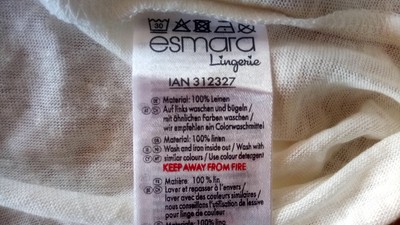 30
esmara
Lingerie
IAN 312327
Material: 100% Leinen
Auf links waschen und bügeln /
mit ähnlichen Farben waschen /
wir empfehlen ein Colorwaschmittel
Material: 100% linen
Wash and iron inside out / Wash with
similar colours / Use colour detergent
KEEP AWAY FROM FIRE
Matière: 100 % lin
Laver et repasser à l'envers /
laver avec des couleurs similaires /
nous conseillons l'utilisation de lessive
pour linge de couleur
100% lino